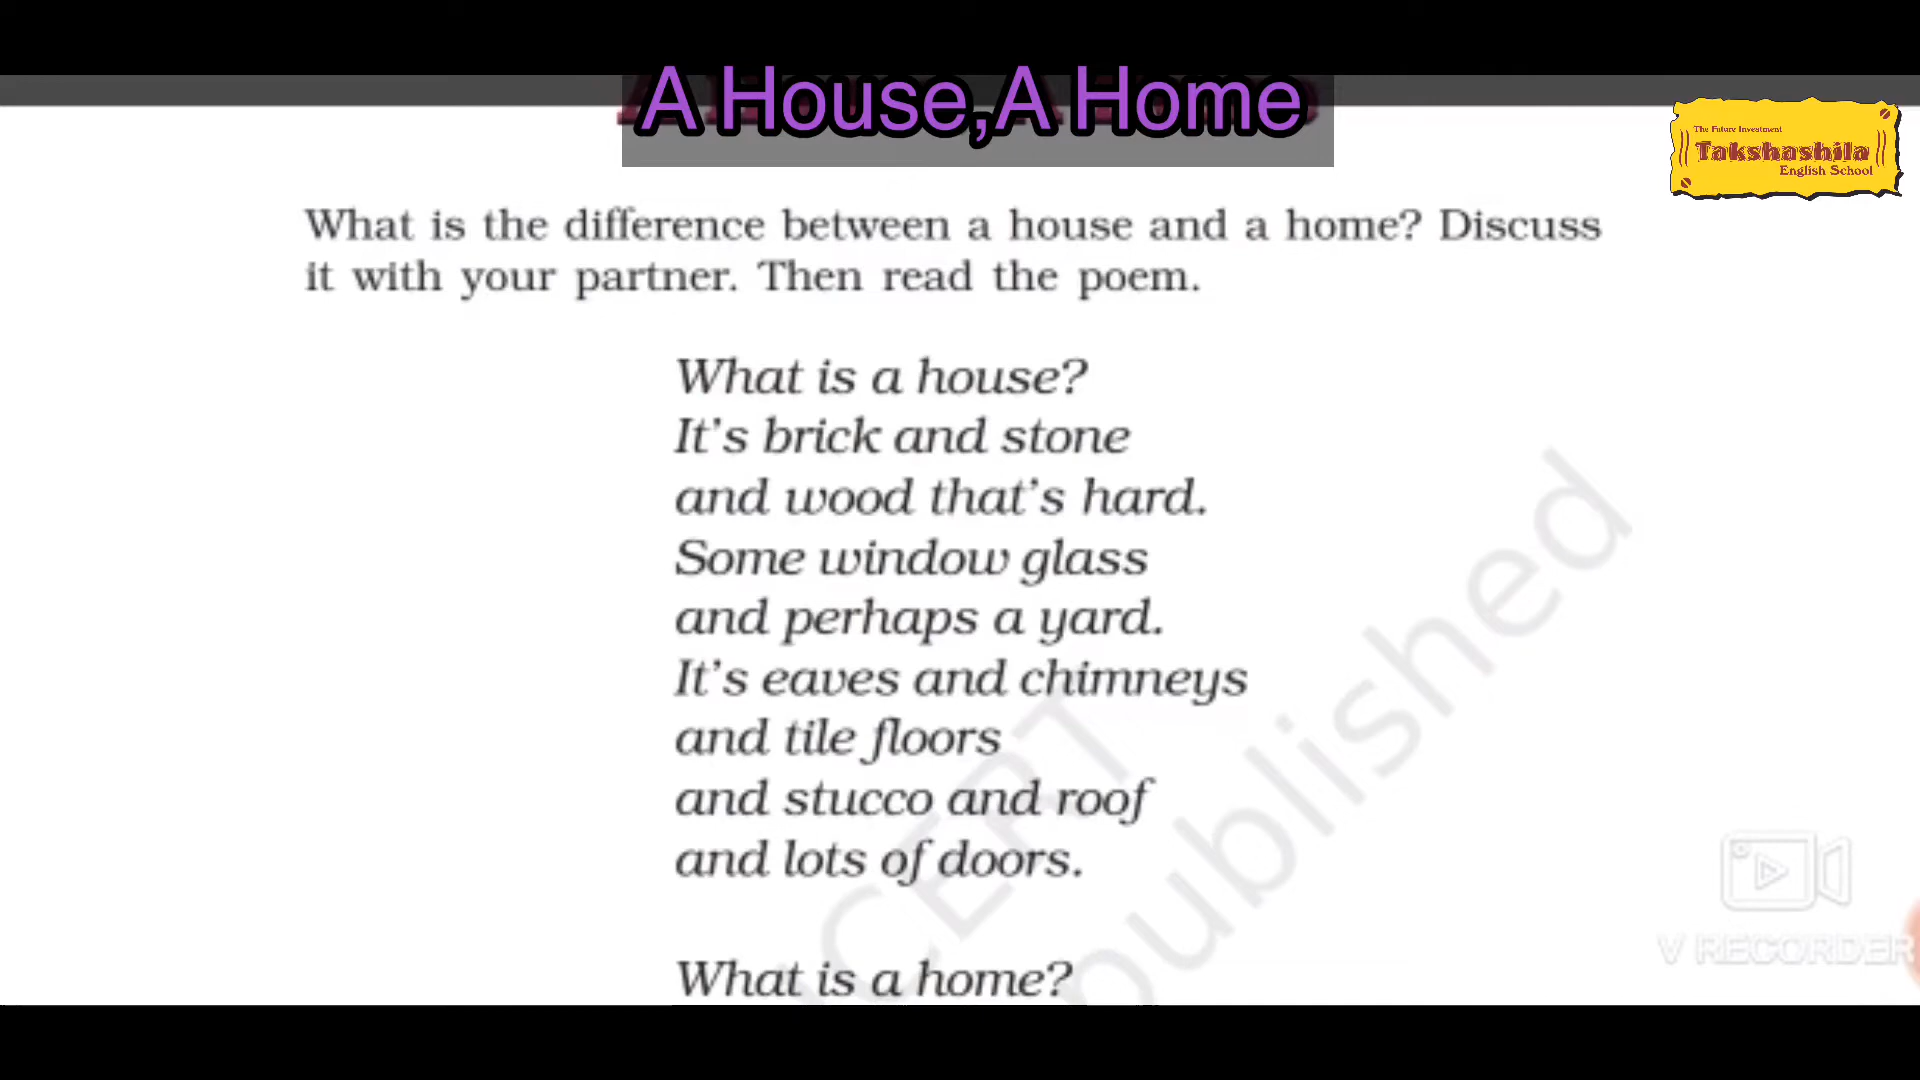 A House,A Home
The Future Investment
Takshashila
English School
What is the difference between a house and a home? Discuss
it with your partner. Then read the poem.
What is a house?
It's brick and stone
and wood that's hard.
Some window glass
and perhaps a yard.
It's eaves and chimneys
and tile floors
and stucco and roof
and lots of doors.
What is a home?
CERT
published
V RECORDER